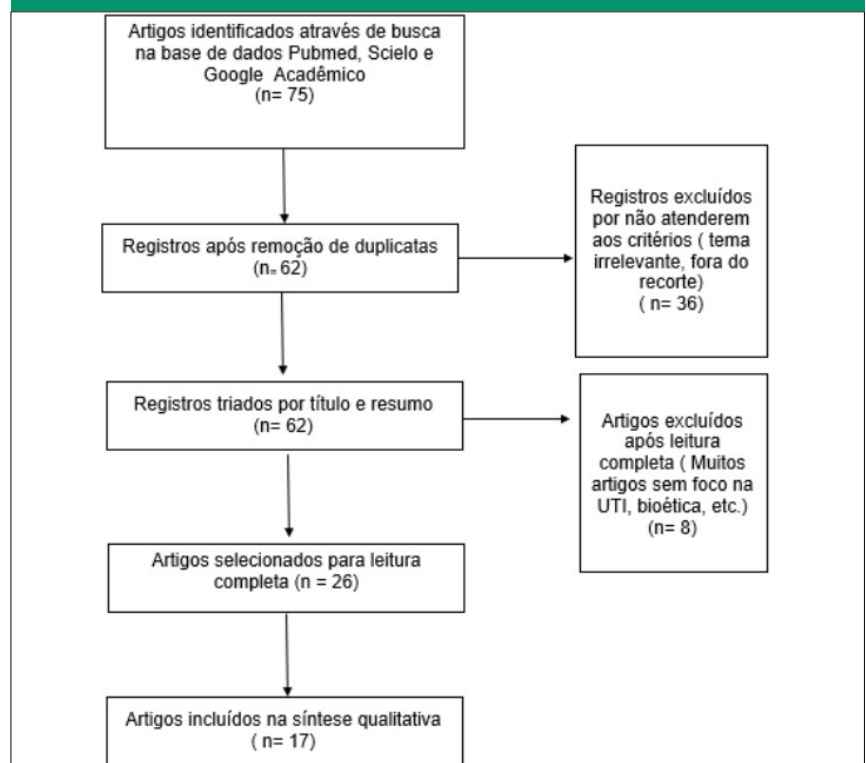 Artigos identificados através de busca
na base de dados Pubmed, Scielo e
Google Acadêmico
(n= 75)
Registros após remoção de duplicatas
(n= 62)
Registros excluídos
por não atenderem
aos critérios ( tema
irrelevante, fora do
recorte)
( n= 36)
Registros triados por título e resumo
(n= 62)
Artigos excluídos
após leitura
completa ( Muitos
artigos sem foco na
UTI, bioética, etc.)
(n= 8)
Artigos selecionados para leitura
completa (n = 26)
Artigos incluídos na síntese qualitativa
( n= 17)